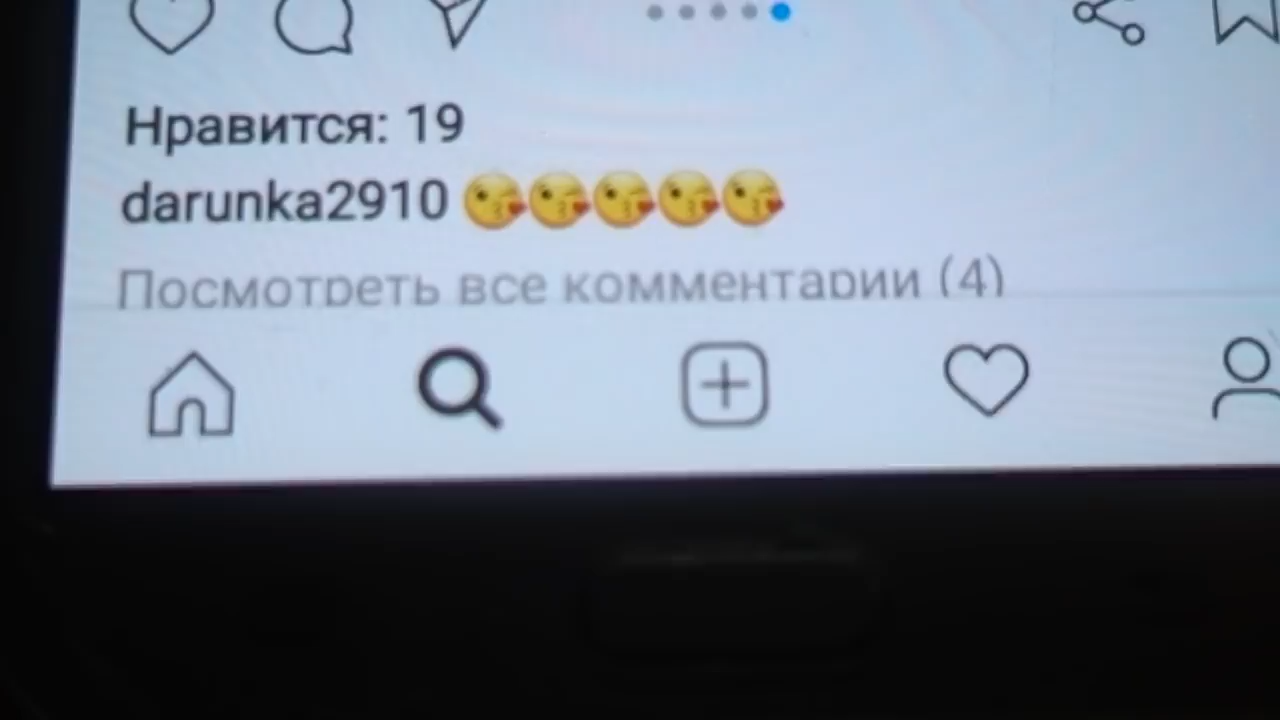 Нравится: 19
darunka2910 😘😘😘😘😘
Посмотреть все комментарии (4)